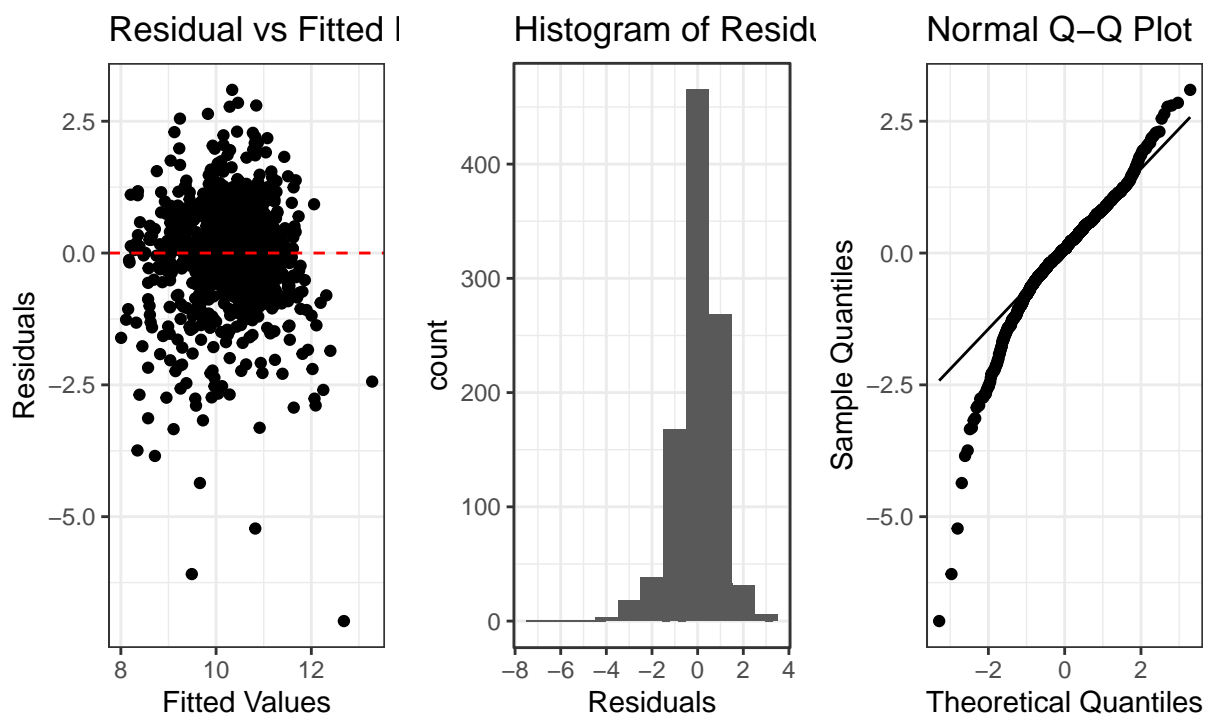 Residual vs Fitted
Residuals
2.5
0.0
−2.5
−5.0
8
10
12
Fitted Values
Histogram of Resid
count
400
300
200
100
0
−8
−6
−4
−2
0
2
4
Residuals
Normal Q−Q Plot
Sample Quantiles
2.5
0.0
−2.5
−5.0
−2
0
2
Theoretical Quantiles